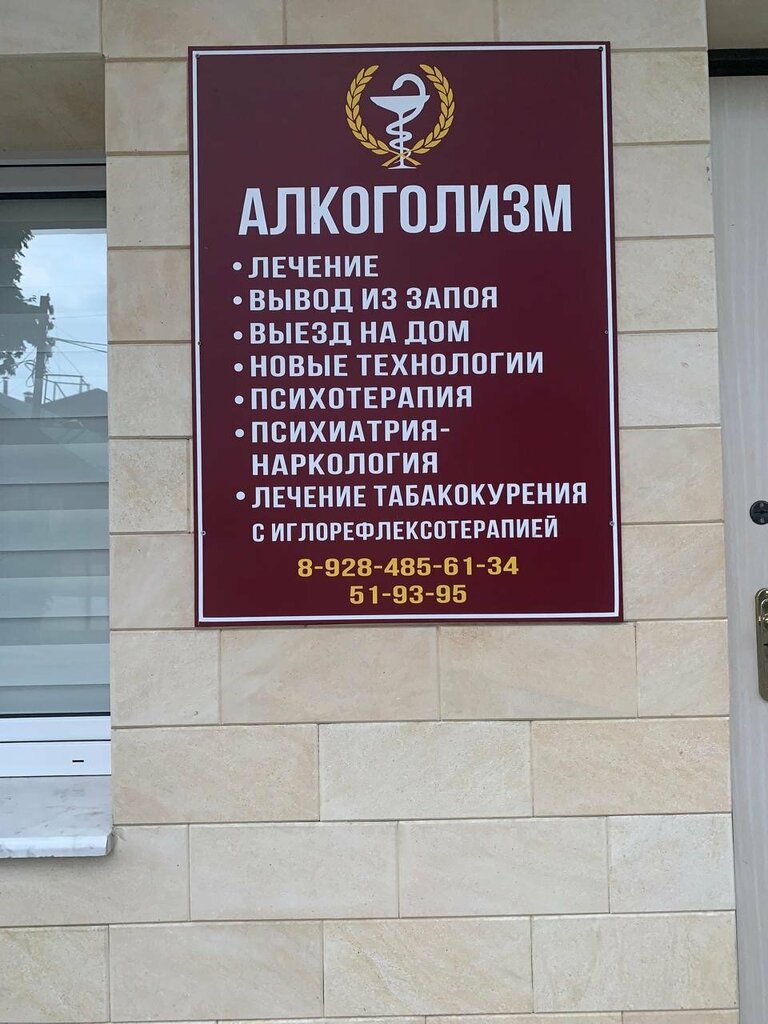 АЛКОГОЛИЗМ
• ЛЕЧЕНИЕ
• ВЫВОД ИЗ ЗАПОЯ
• ВЫЕЗД НА ДОМ
• НОВЫЕ ТЕХНОЛОГИИ
• ПСИХОТЕРАПИЯ
• ПСИХИАТРИЯ-
НАРКОЛОГИЯ
• ЛЕЧЕНИЕ ТАБАКОКУРЕНИЯ
С ИГЛОРЕФЛЕКСОТЕРАПИЕЙ
8-928-485-61-34
51-93-95